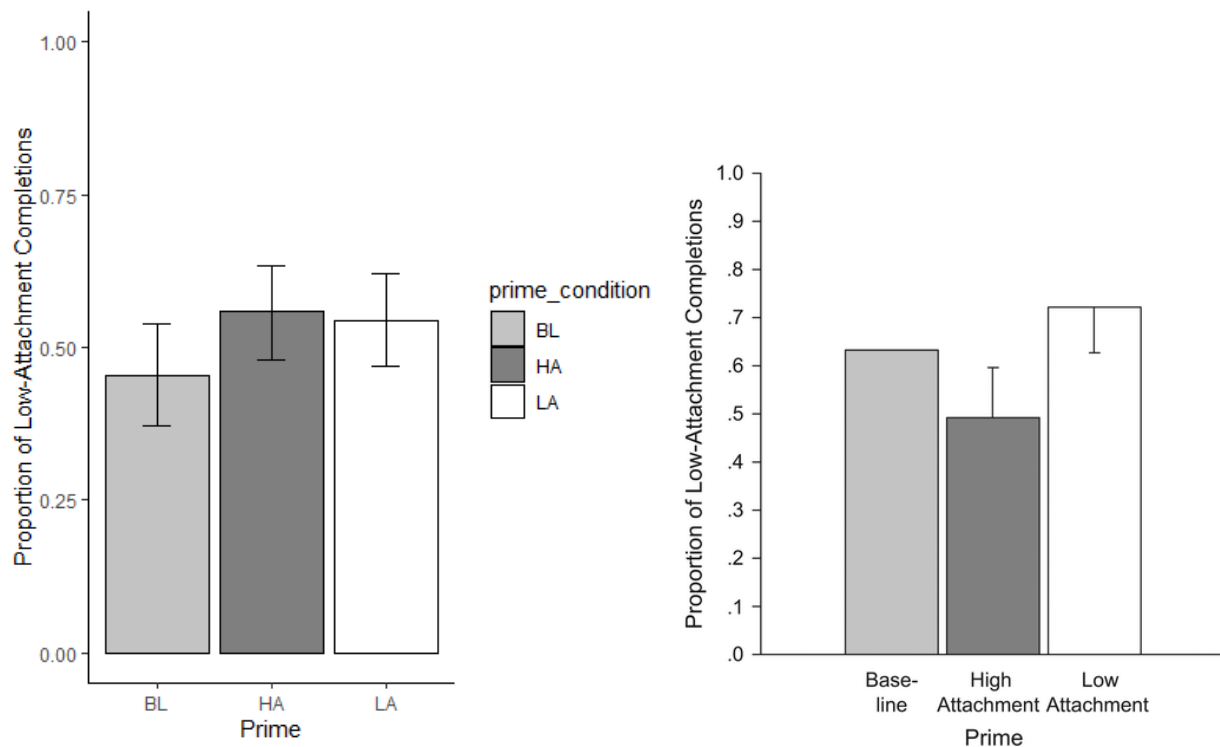 Proportion of Low-Attachment Completions
1.00
0.75
0.50
0.25
0.00
BL
HA
LA
Prime
prime_condition
BL
HA
LA
Proportion of Low-Attachment Completions
1.0
.9
.8
.7
.6
.5
.4
.3
.2
.1
.0
Base-
line
High
Attachment
Low
Attachment
Prime